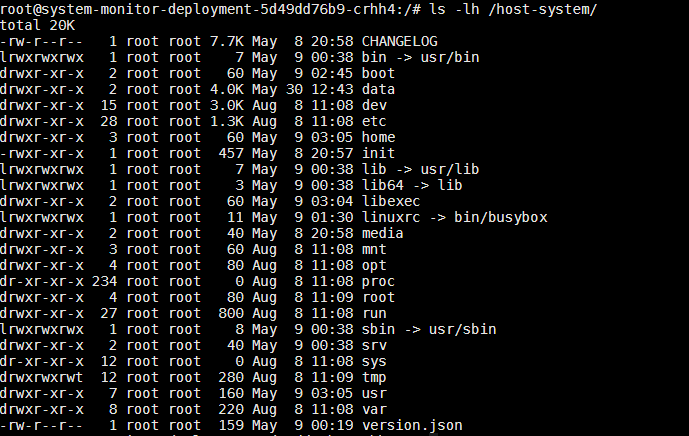 root@system-monitor-deployment-5d49dd76b9-crhh4:/# ls -lh /host-system/
total 20K
-rw-r--r--   1 root root 7.7K May  8 20:58 CHANGELOG
lrwxrwxrwx   1 root root    7 May  9 00:38 bin -> usr/bin
drwxr-xr-x   2 root root   60 May  9 02:45 boot
drwxr-xr-x   2 root root 4.0K May 30 12:43 data
drwxr-xr-x  15 root root 3.0K Aug  8 11:08 dev
drwxr-xr-x  28 root root 1.3K Aug  8 11:08 etc
drwxr-xr-x   3 root root   60 May  9 03:05 home
-rwxr-xr-x   1 root root  457 May  8 20:57 init
lrwxrwxrwx   1 root root    7 May  9 00:38 lib -> usr/lib
lrwxrwxrwx   1 root root    3 May  9 00:38 lib64 -> lib
drwxr-xr-x   2 root root   60 May  9 03:04 libexec
lrwxrwxrwx   1 root root   11 May  9 01:30 linuxrc -> bin/busybox
drwxr-xr-x   2 root root   40 May  8 20:58 media
drwxr-xr-x   3 root root   60 Aug  8 11:08 mnt
drwxr-xr-x   4 root root   80 Aug  8 11:08 opt
dr-xr-xr-x 234 root root    0 Aug  8 11:08 proc
drwxr-xr-x   4 root root   80 Aug  8 11:09 root
drwxr-xr-x  27 root root  800 Aug  8 11:08 run
lrwxrwxrwx   1 root root    8 May  9 00:38 sbin -> usr/sbin
drwxr-xr-x   2 root root   40 May  9 00:38 srv
dr-xr-xr-x  12 root root    0 Aug  8 11:08 sys
drwxrwxrwt  12 root root  280 Aug  8 11:09 tmp
drwxr-xr-x   7 root root  160 May  9 03:05 usr
drwxr-xr-x   8 root root  220 Aug  8 11:08 var
-rw-r--r--   1 root root  159 May  9 00:19 version.json